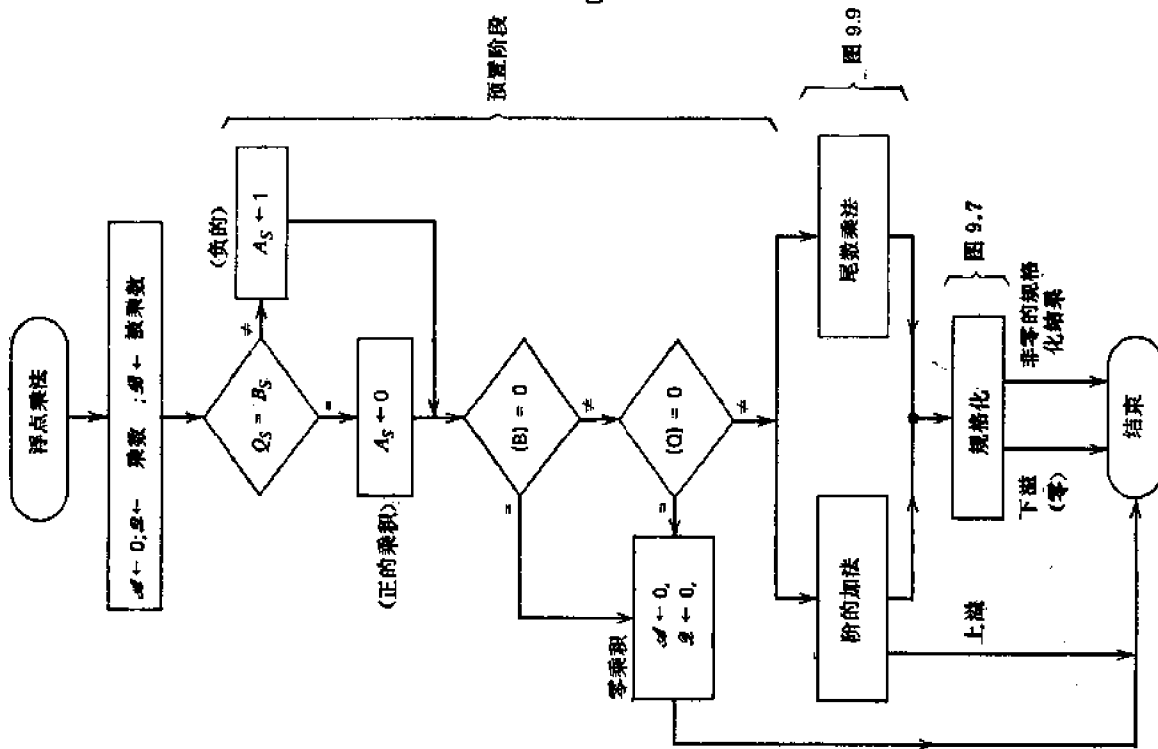 浮点乘法
𝒜 ← 0; 𝒬 ← 乘数 ; ℬ ← 被乘数
Q_S = B_S
≠
(负的)
A_S ← 1
=
A_S ← 0
(正的乘积)
(B) = 0
=
≠
(Q) = 0
=
≠
零乘积
𝒜 ← 0,
𝒬 ← 0,
预置阶段
阶的加法
尾数乘法
图 9.9
上溢
规格化
图 9.7
下溢
(零)
非零的规格
化结果
结束